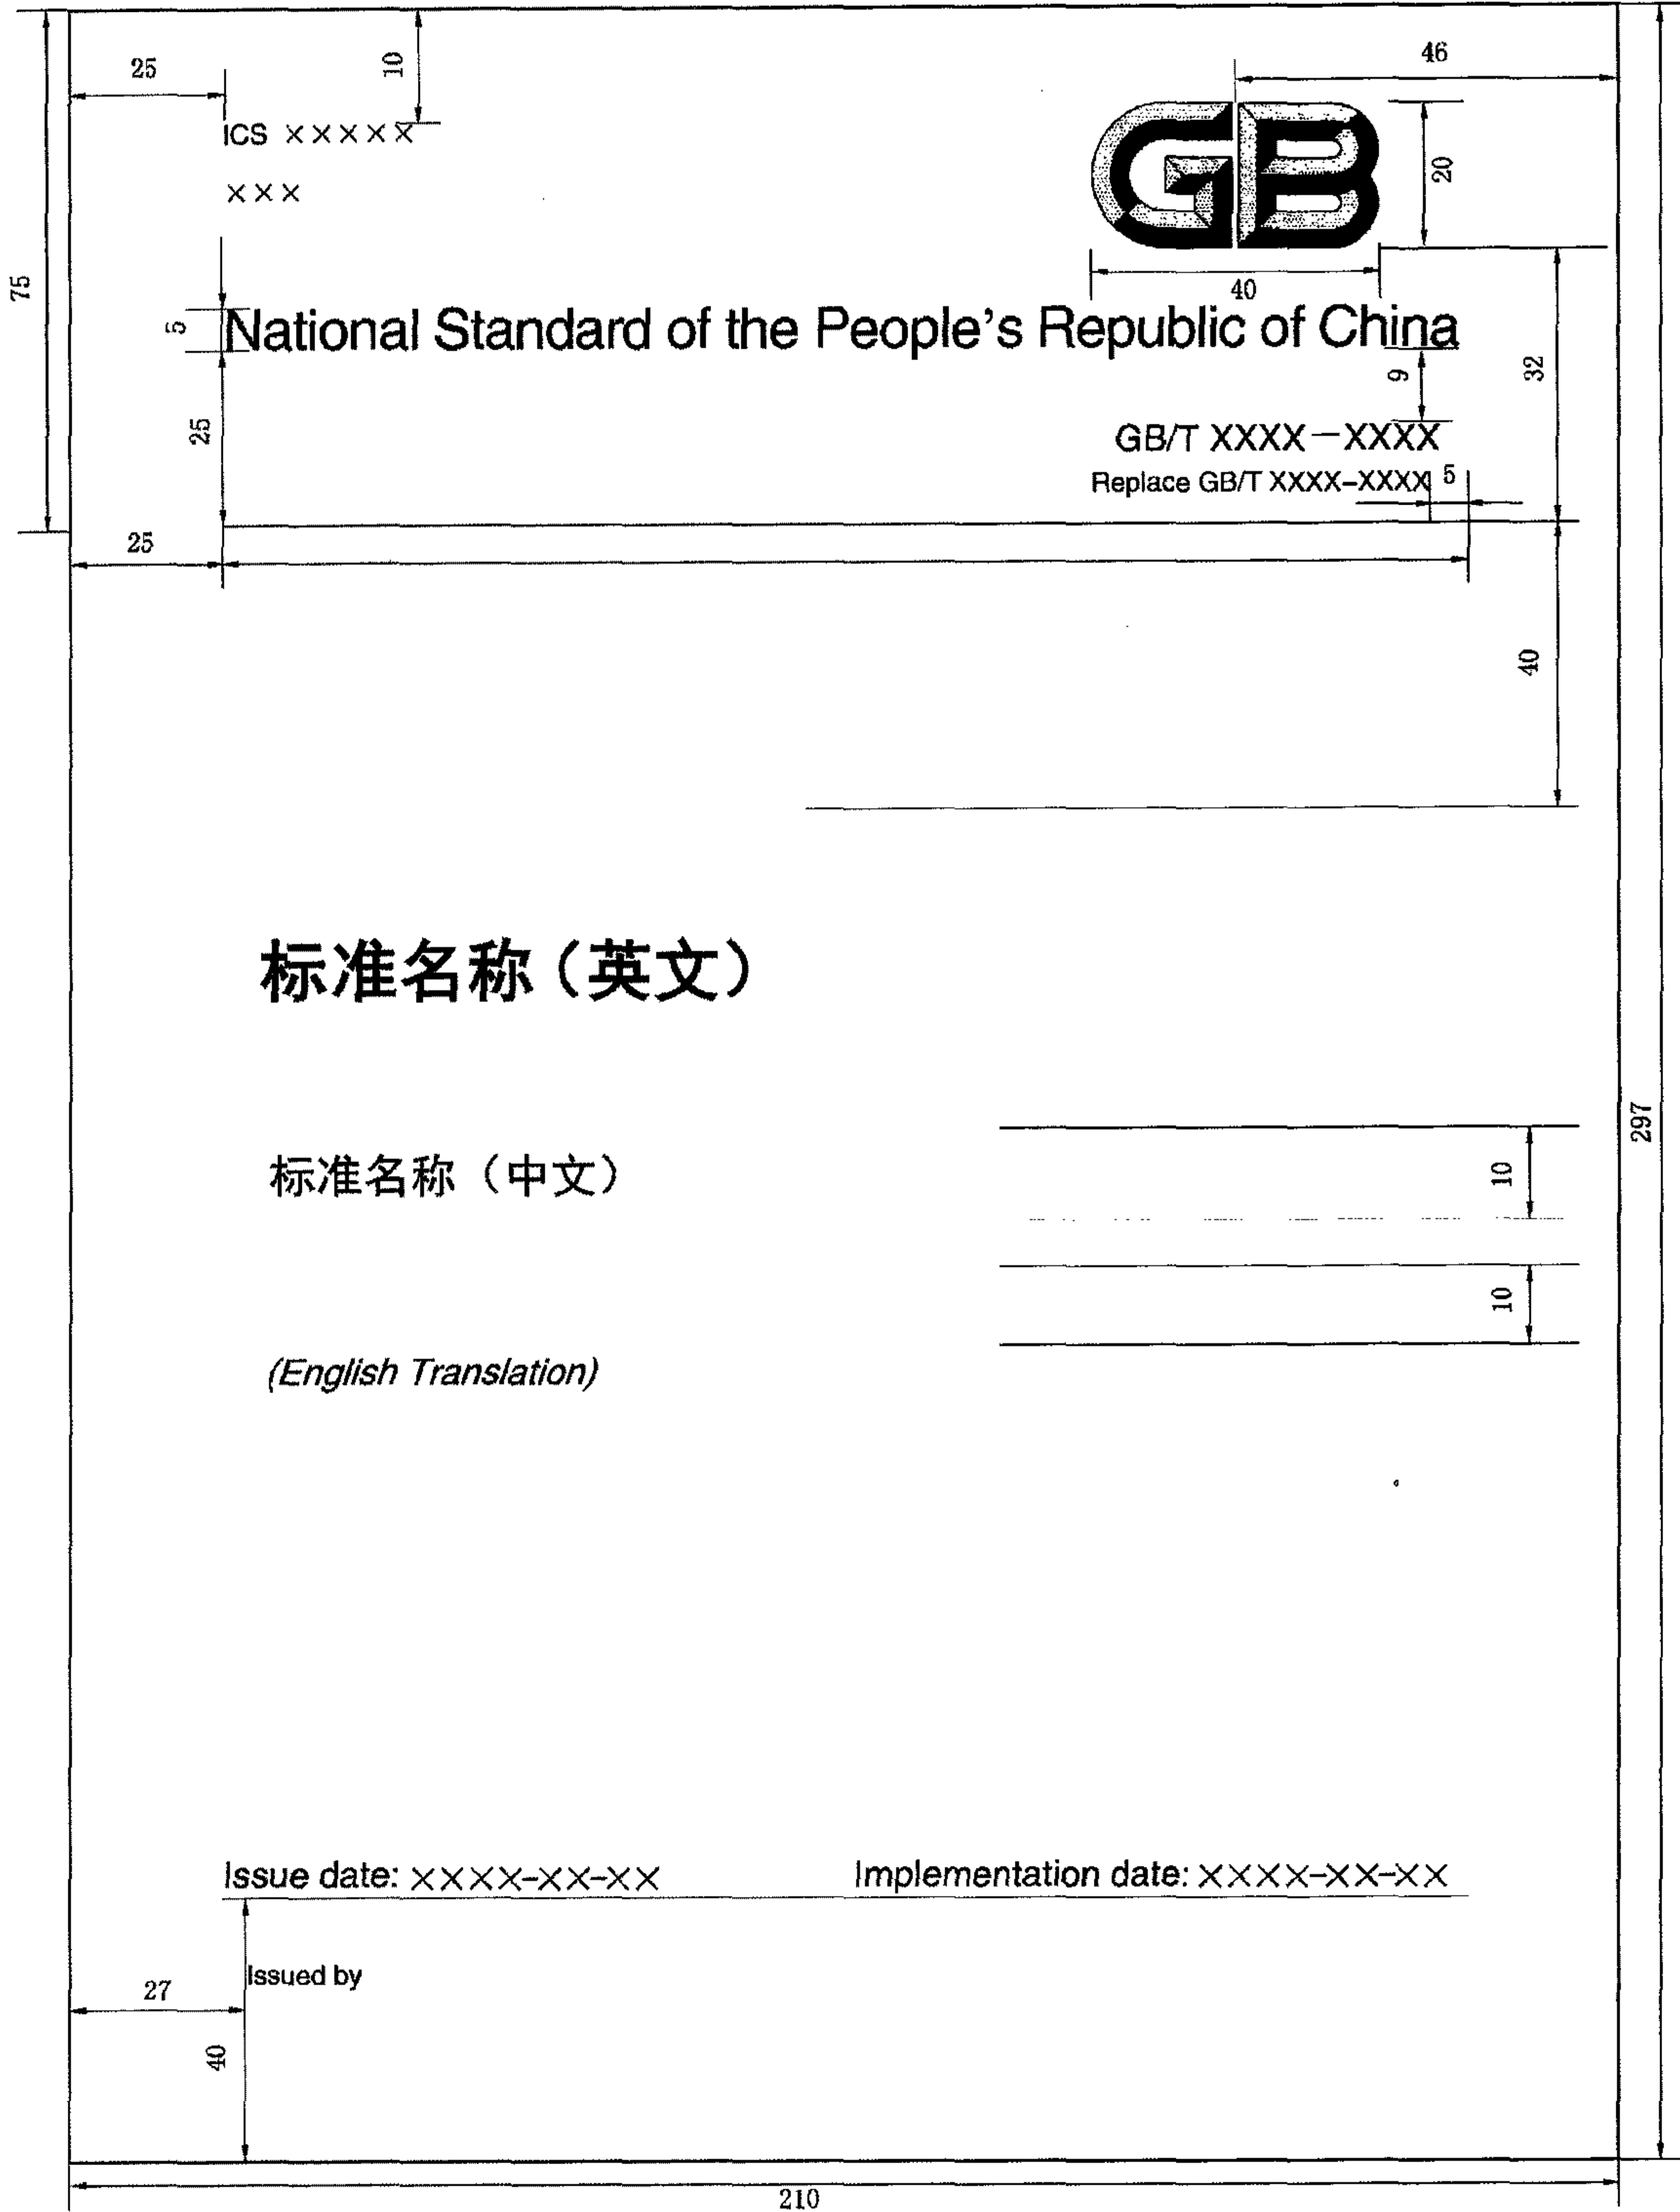 46
25
10
ICS ×××××
GB
20
×××
75
40
5
National Standard of the People's Republic of China
9
32
25
GB/T XXXX—XXXX
Replace GB/T XXXX–XXXX
5
25
40
标准名称（英文）
297
标准名称（中文）
10
10
(English Translation)
Issue date: ××××-××-××
Implementation date: ××××-××-××
Issued by
27
40
210